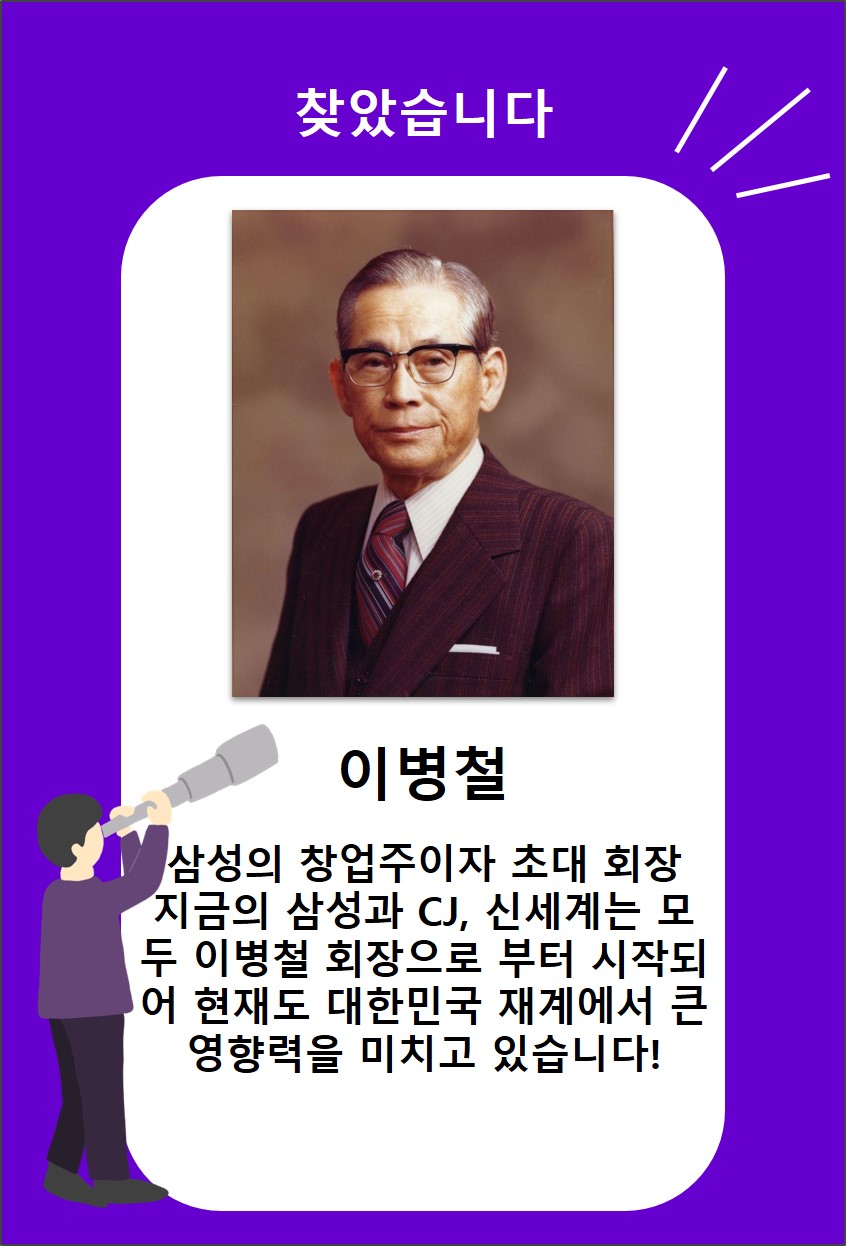 찾았습니다
이병철
삼성의 창업주이자 초대 회장
지금의 삼성과 CJ, 신세계는 모
두 이병철 회장으로 부터 시작되
어 현재도 대한민국 재계에서 큰
영향력을 미치고 있습니다!